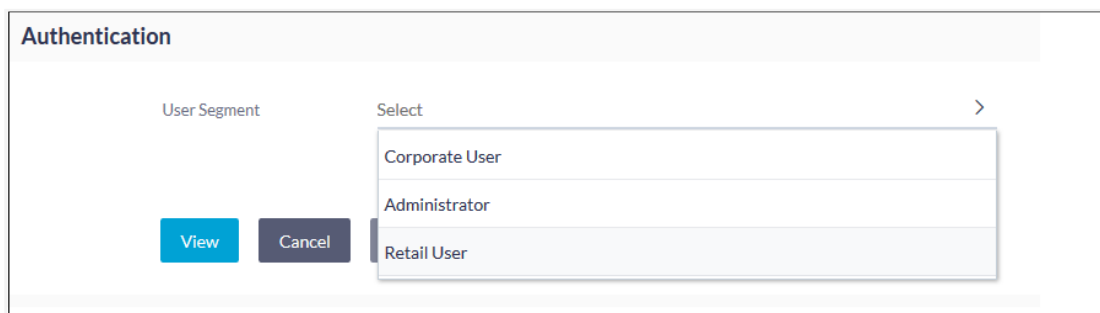 Authentication
User Segment
Select
Corporate User
Administrator
Retail User
View
Cancel